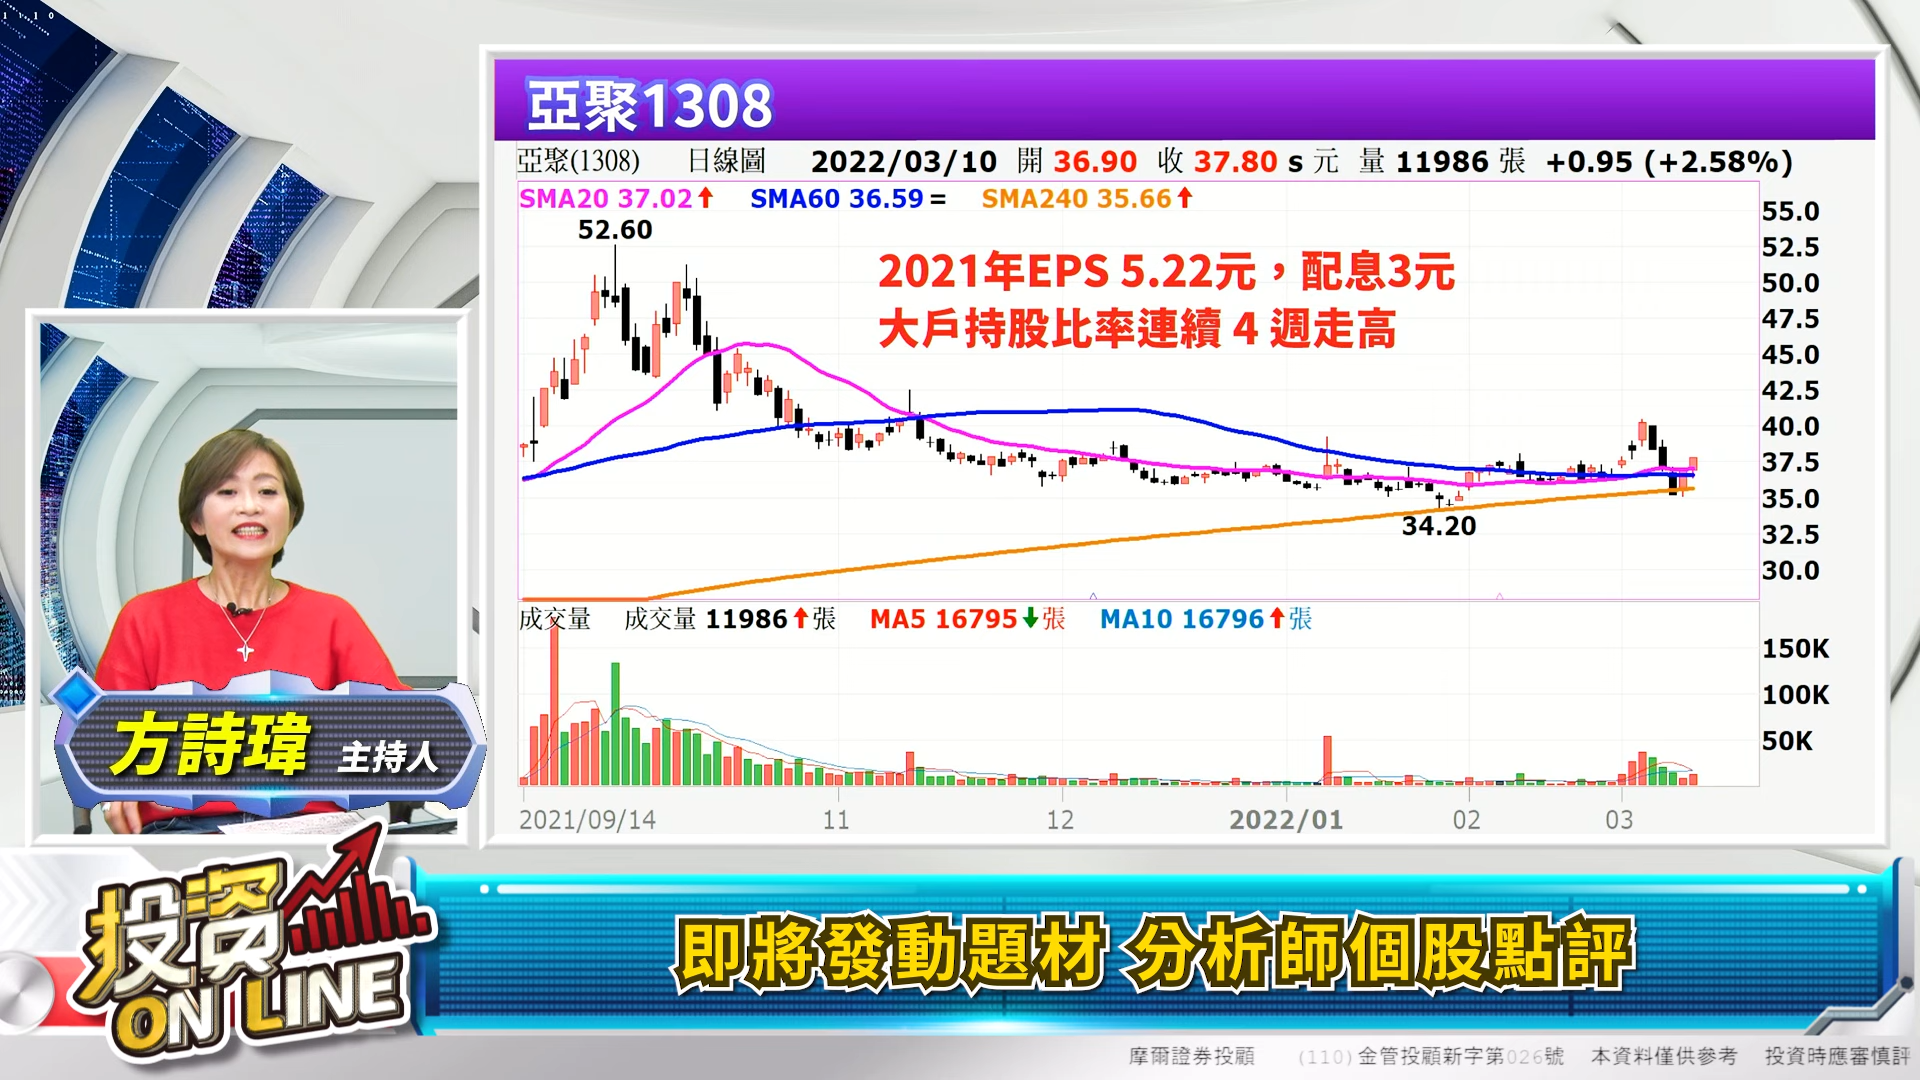 亞聚1308
亞聚(1308) 日線圖 2022/03/10 開 36.90 收 37.80 s 元 量 11986 張 +0.95 (+2.58%)
SMA20 37.02↑ SMA60 36.59= SMA240 35.66↑
52.60
2021年EPS 5.22元，配息3元
大戶持股比率連續 4 週走高
34.20
55.0
52.5
50.0
47.5
45.0
42.5
40.0
37.5
35.0
32.5
30.0
成交量 成交量 11986↑張 MA5 16795↓張 MA10 16796↑張
150K
100K
50K
2021/09/14 11 12 2022/01 02 03
方詩瑋 主持人
投資
ON LINE
即將發動題材 分析師個股點評
摩爾證券投顧 (110)金管投顧新字第026號 本資料僅供參考 投資時應審慎評